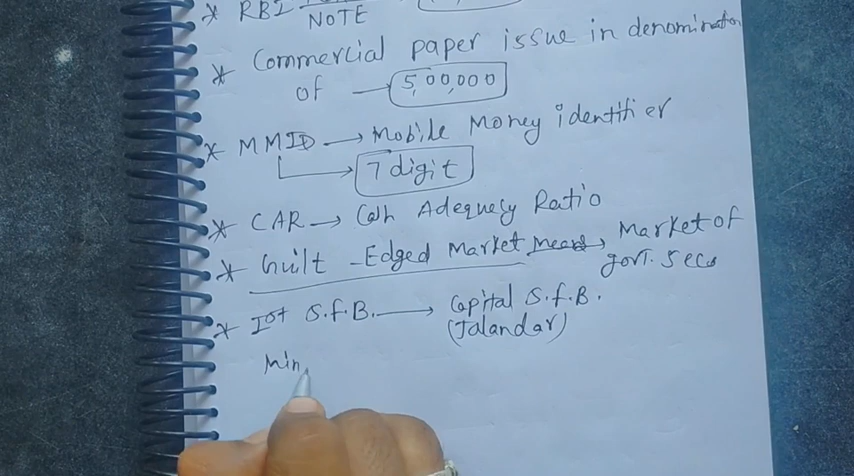 * RBI
NOTE
* Commercial paper issue in denomination
of → 5,00,000
* MMID → Mobile Money identifier
→ 7 digit
* CAR → Cash Adequecy Ratio
* Guilt - Edged Market Means → Market of
govt. secs
* Ist S.f.B. → Capital S.f.B.
(Jalandar)
Min